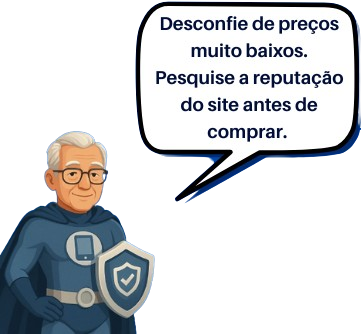 Desconfie de preços
muito baixos.
Pesquise a reputação
do site antes de
comprar.